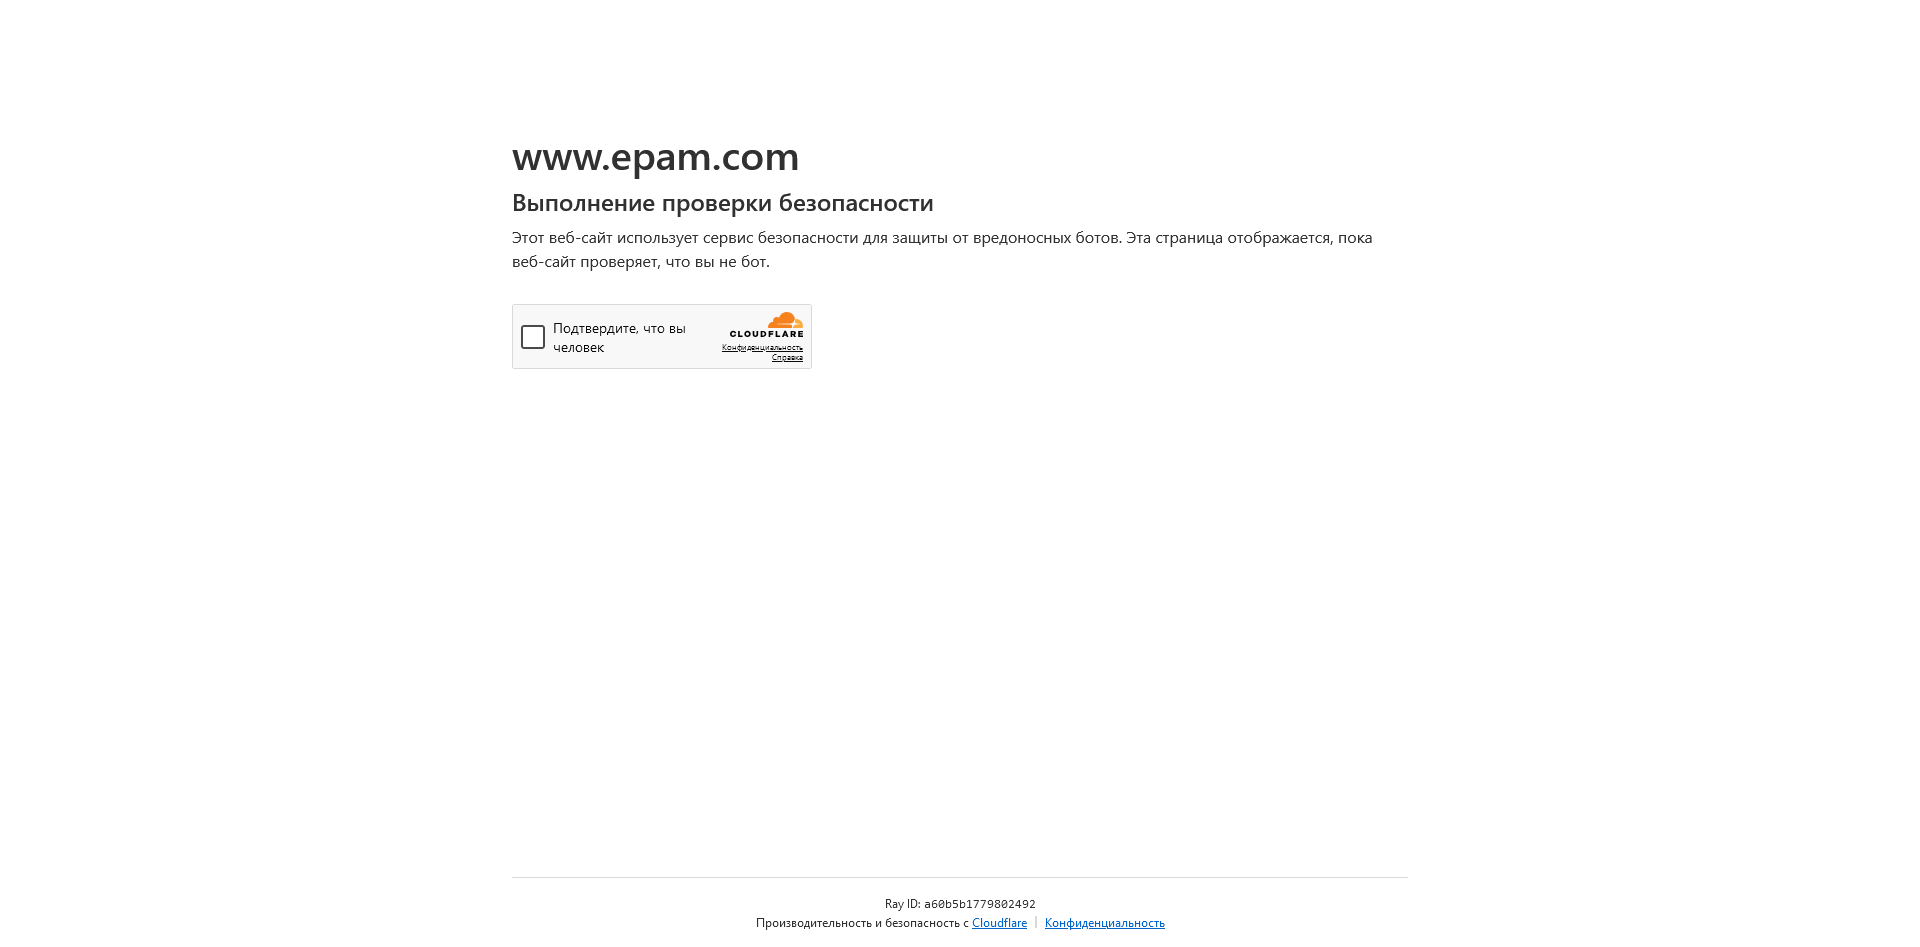 www.epam.com
Выполнение проверки безопасности
Этот веб-сайт использует сервис безопасности для защиты от вредоносных ботов. Эта страница отображается, пока
веб-сайт проверяет, что вы не бот.
Подтвердите, что вы
человек
CLOUDFLARE
Конфиденциальность
Справка
Ray ID: a60b5b1779802492
Производительность и безопасность с Cloudflare | Конфиденциальность